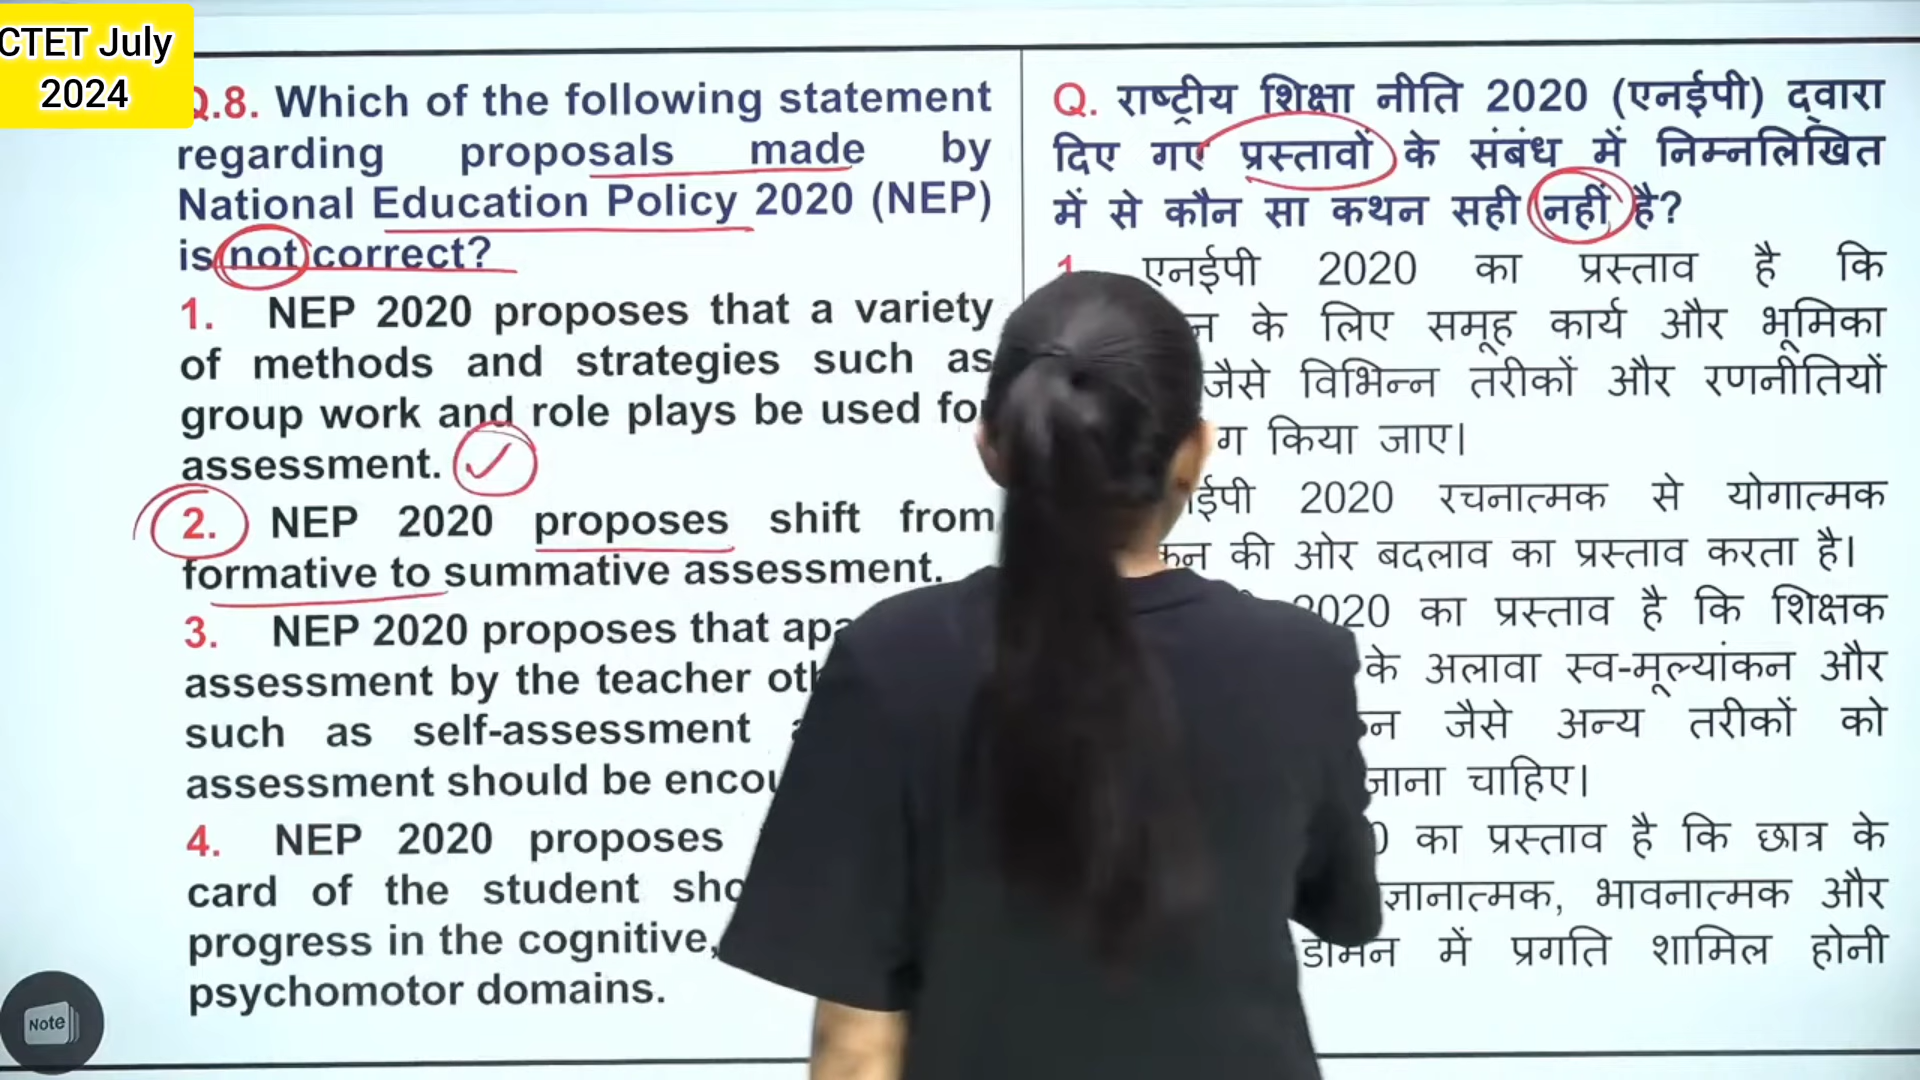 CTET July
2024
Q.8. Which of the following statement
regarding proposals made by
National Education Policy 2020 (NEP)
is not correct?
1. NEP 2020 proposes that a variety
of methods and strategies such as
group work and role plays be used for
assessment.
2. NEP 2020 proposes shift from
formative to summative assessment.
3. NEP 2020 proposes that
assessment by the teacher
such as self-assessment
assessment should be
4. NEP 2020 proposes
card of the student
progress in the cognitive,
psychomotor domains.
Q. राष्ट्रीय शिक्षा नीति 2020 (एनईपी) द्वारा
दिए गए प्रस्तावों के संबंध में निम्नलिखित
में से कौन सा कथन सही नहीं है?
1. एनईपी 2020 का प्रस्ताव है कि
के लिए समूह कार्य और भूमिका
जैसे विभिन्न तरीकों और रणनीतियों
किया जाए।
2020 रचनात्मक से योगात्मक
की ओर बदलाव का प्रस्ताव करता है।
2020 का प्रस्ताव है कि शिक्षक
के अलावा स्व-मूल्यांकन और
जैसे अन्य तरीकों को
जाना चाहिए।
का प्रस्ताव है कि छात्र के
ज्ञानात्मक, भावनात्मक और
डोमेन में प्रगति शामिल होनी
Note